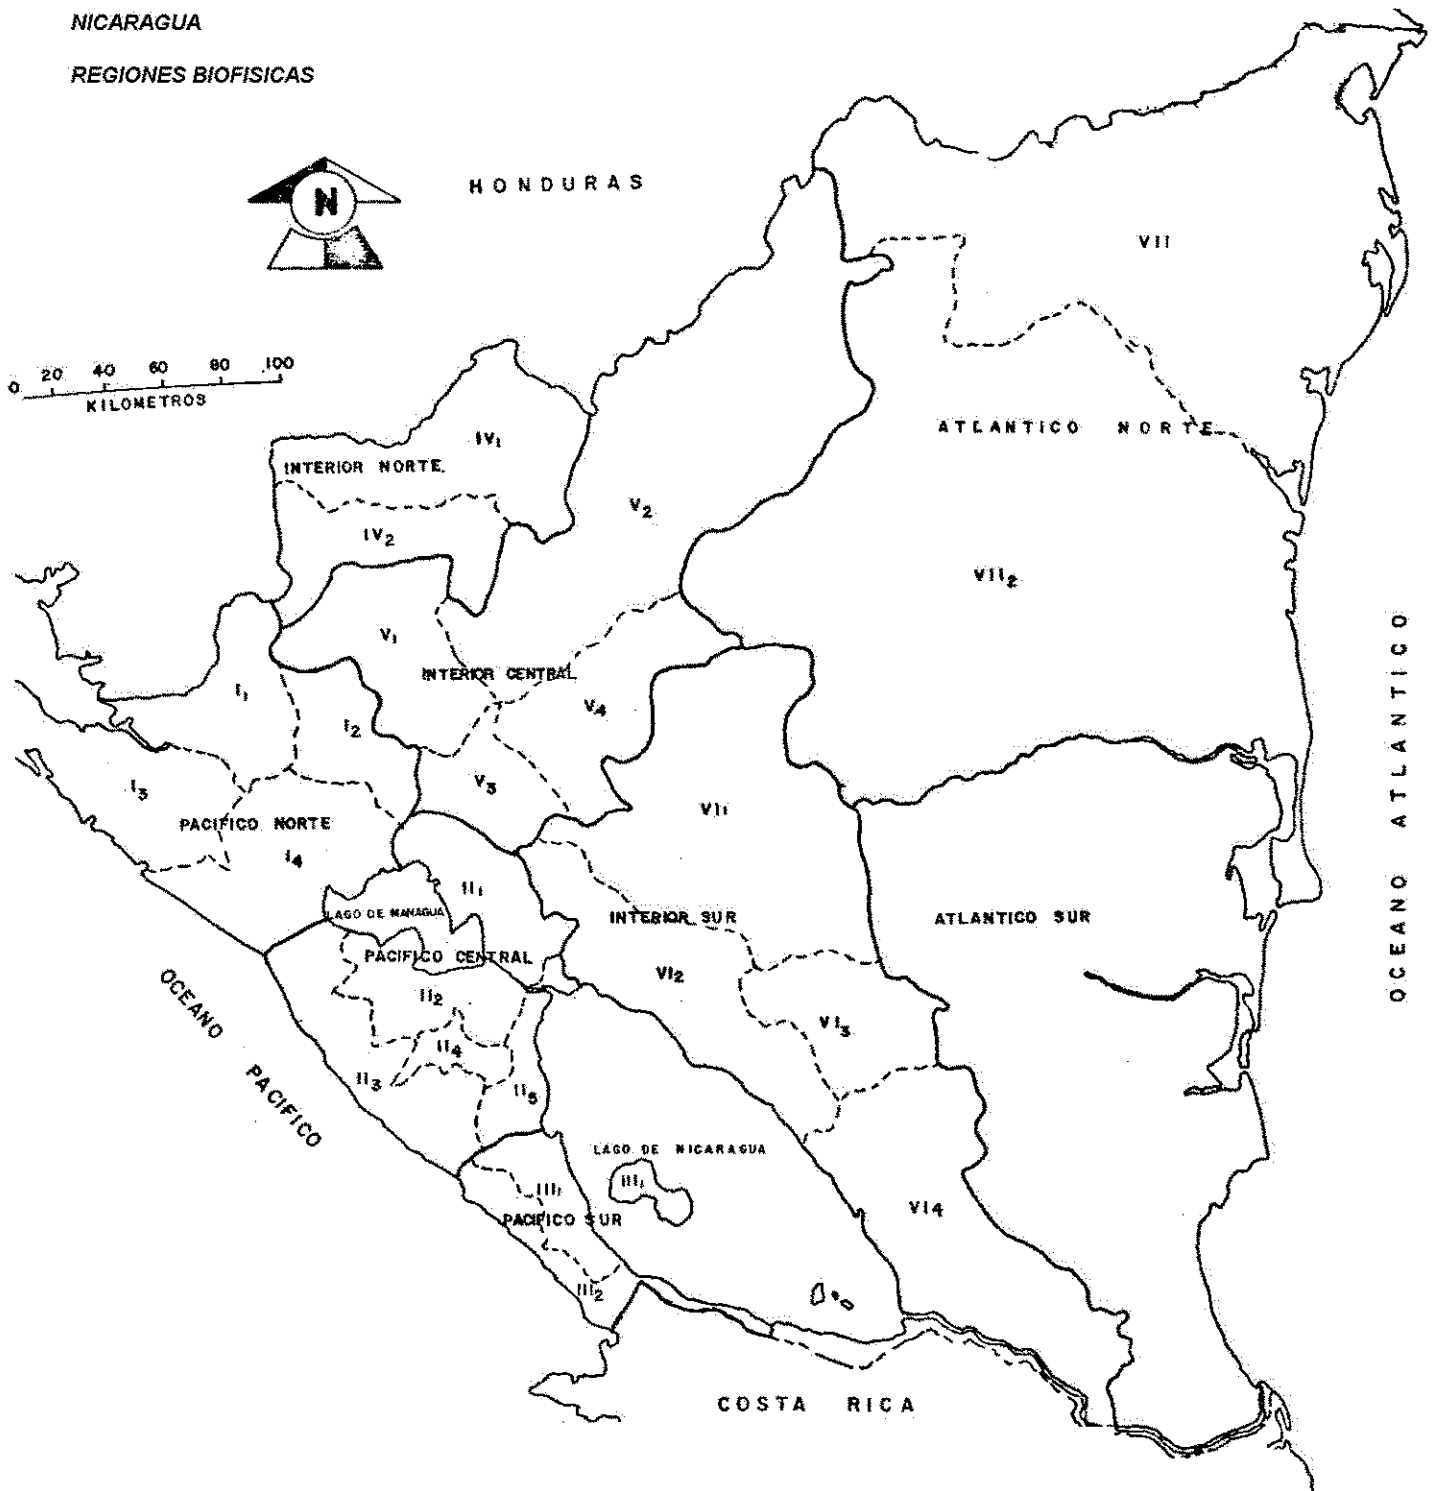 NICARAGUA
REGIONES BIOFISICAS
N
HONDURAS
VII
0 20 40 60 80 100
KILOMETROS
IV₁
INTERIOR NORTE
ATLANTICO NORTE
V₂
IV₂
VII₂
V₁
INTERIOR CENTRAL
I₁
I₂
V₄
I₃
V₃
VI₁
PACIFICO NORTE
I₄
II₁
LAGO DE MANAGUA
INTERIOR SUR
ATLANTICO SUR
PACIFICO CENTRAL
VI₂
II₂
VI₃
II₄
II₃
II₅
OCEANO PACIFICO
OCEANO ATLANTICO
LAGO DE NICARAGUA
III₁
III₁
PACIFICO SUR
VI4
III₂
COSTA RICA